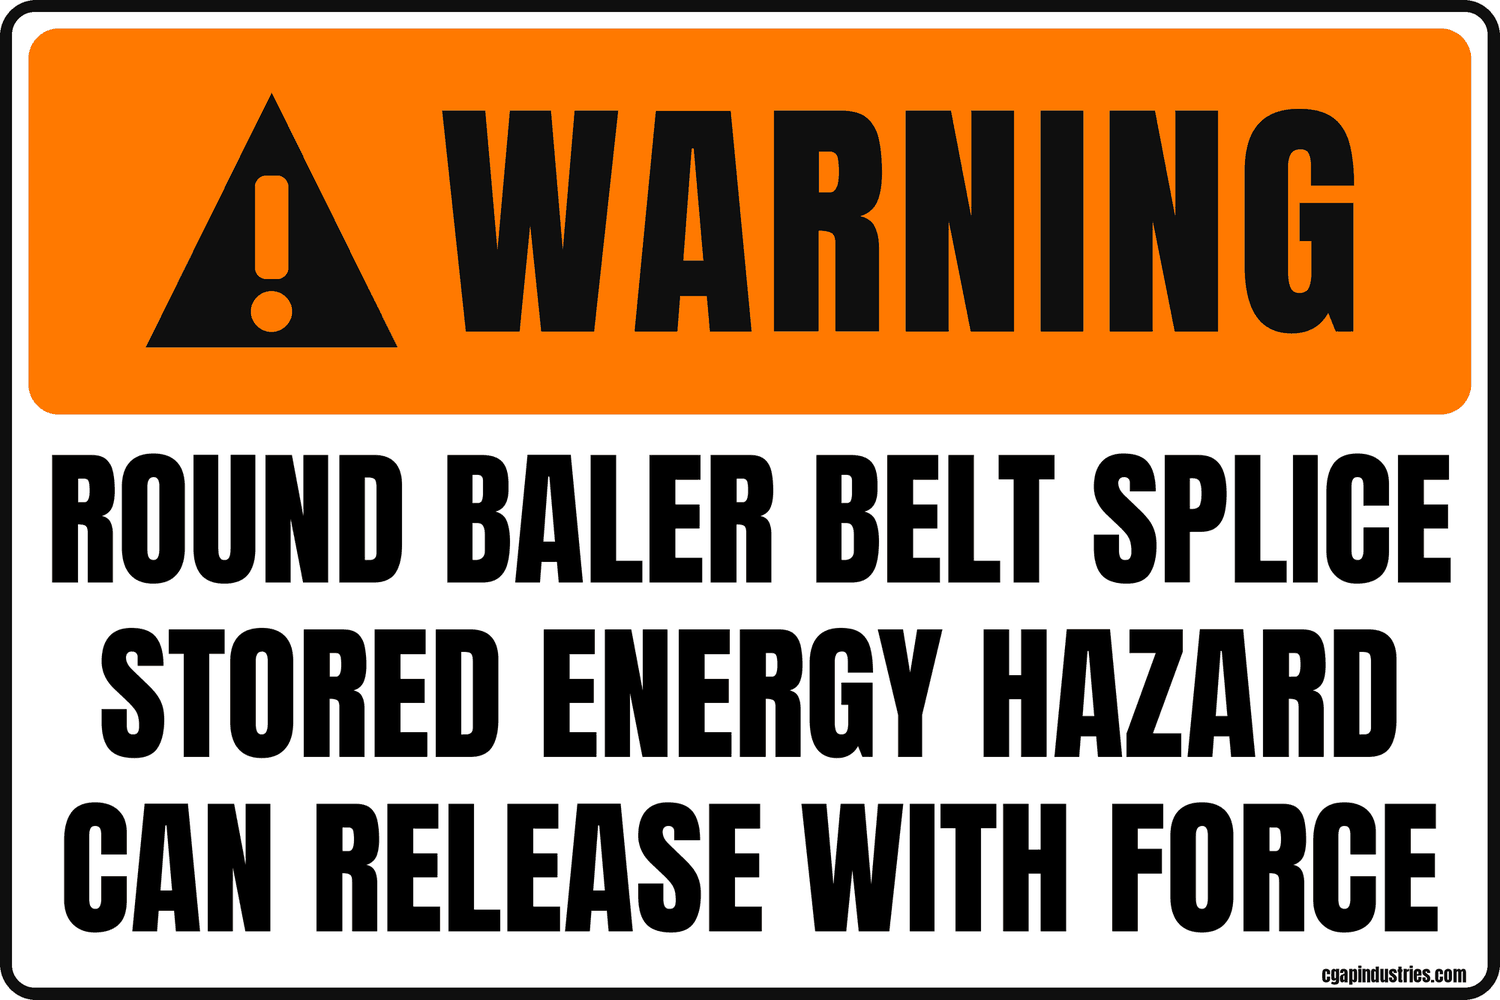 WARNING
ROUND BALER BELT SPLICE
STORED ENERGY HAZARD
CAN RELEASE WITH FORCE
cgapindustries.com